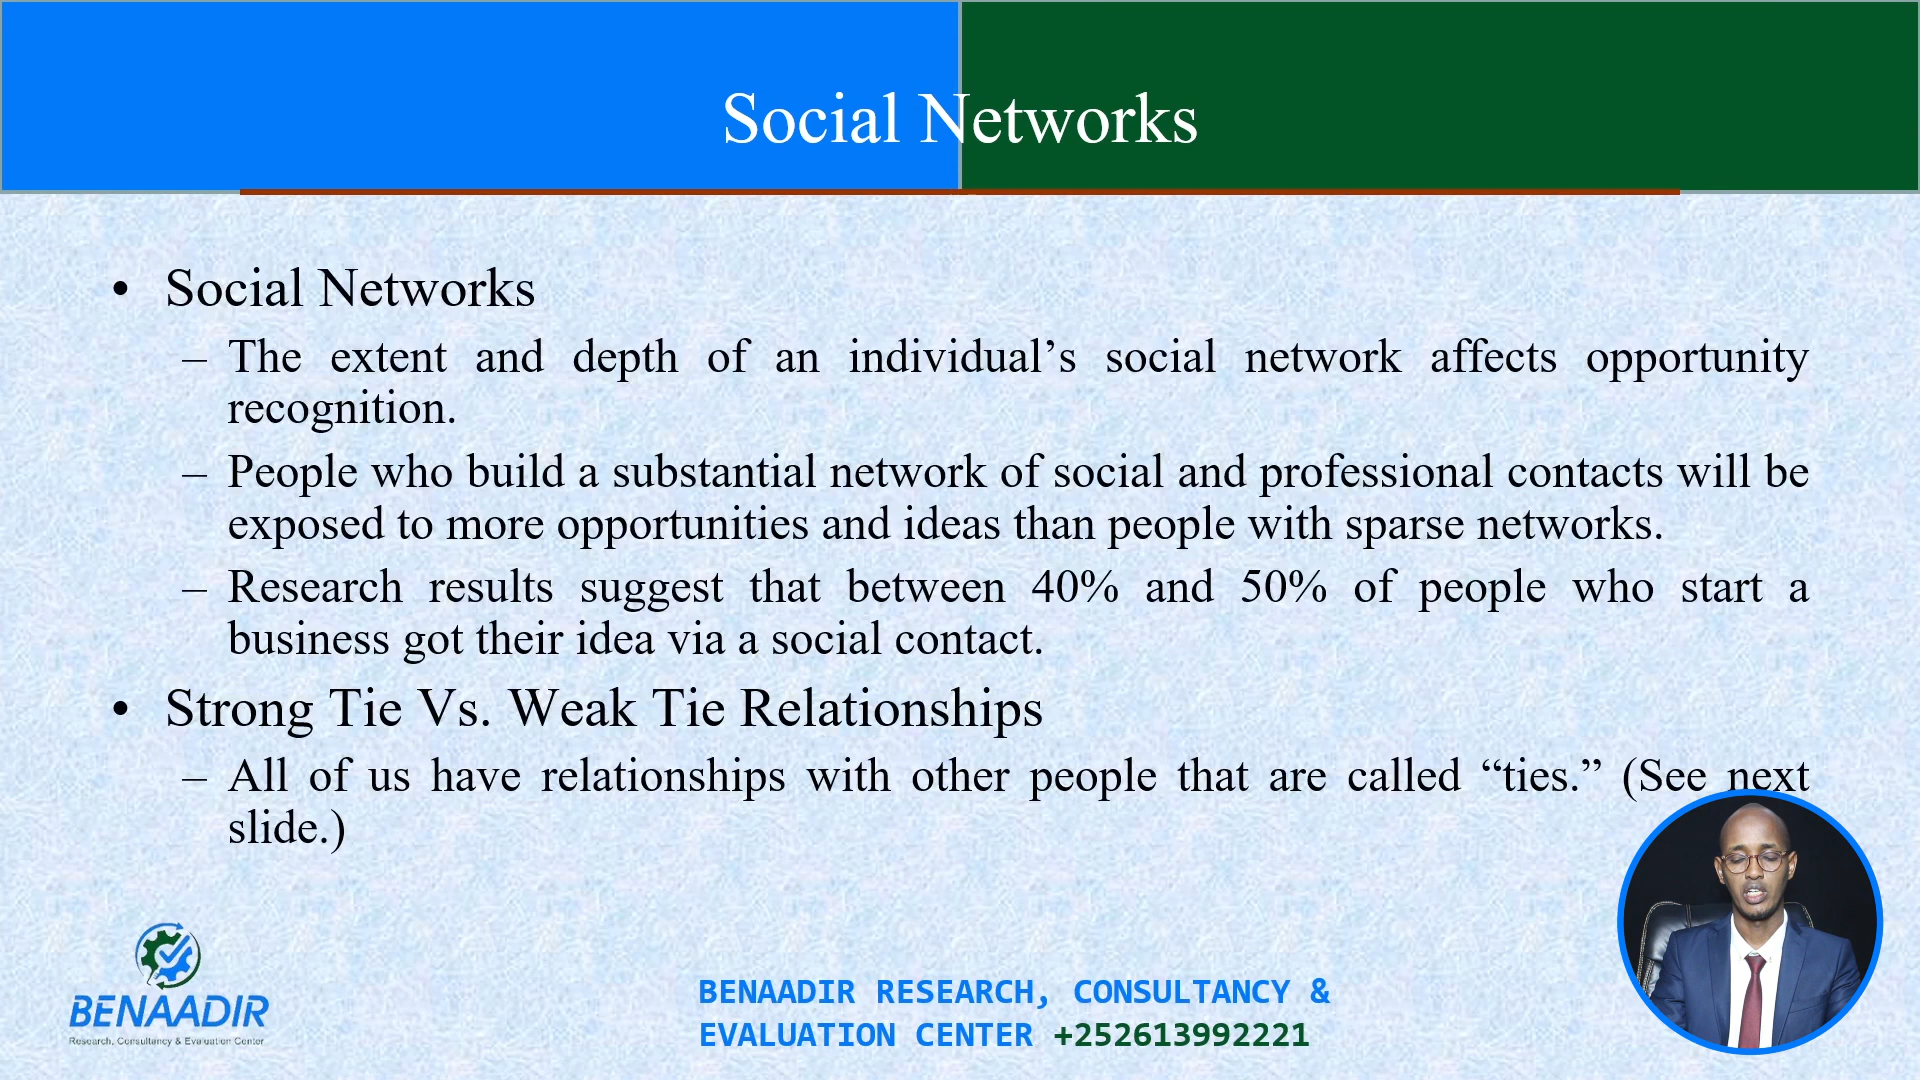 Social Networks
• Social Networks
– The extent and depth of an individual’s social network affects opportunity
recognition.
– People who build a substantial network of social and professional contacts will be
exposed to more opportunities and ideas than people with sparse networks.
– Research results suggest that between 40% and 50% of people who start a
business got their idea via a social contact.
• Strong Tie Vs. Weak Tie Relationships
– All of us have relationships with other people that are called “ties.” (See next
slide.)
BENAADIR
Research, Consultancy & Evaluation Center
BENAADIR RESEARCH, CONSULTANCY &
EVALUATION CENTER +252613992221